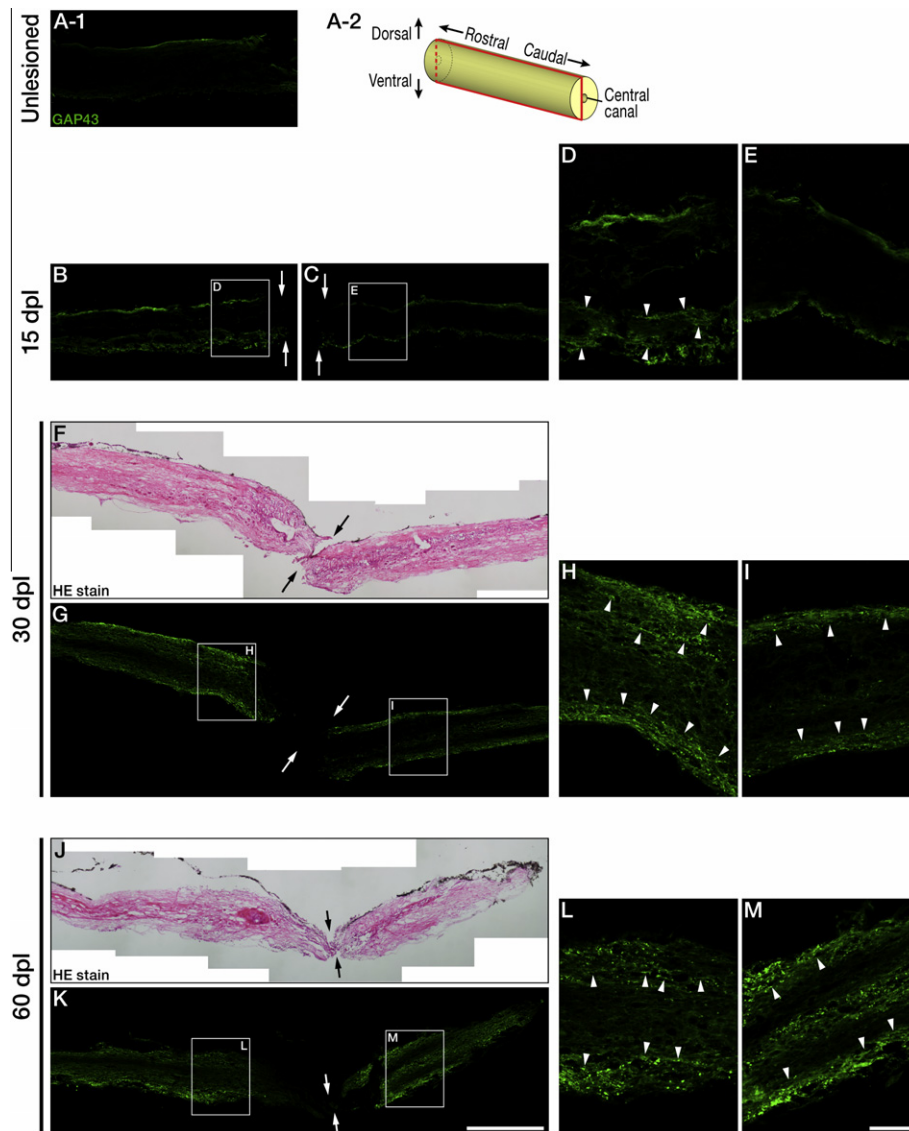 Unlesioned
A-1
GAP43
A-2
Dorsal
Ventral
Rostral
Caudal
Central
canal
15 dpl
B
D
C
E
D
E
30 dpl
F
HE stain
G
H
I
H
I
60 dpl
J
HE stain
K
L
M
L
M